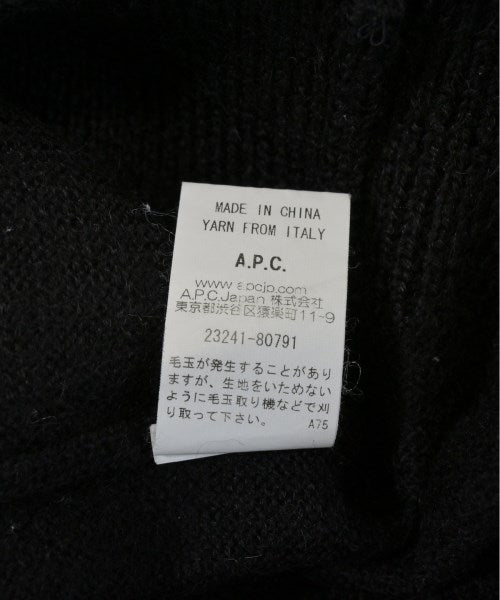 MADE IN CHINA
YARN FROM ITALY
A.P.C.
www.apcjp.com
A.P.C.Japan 株式会社
東京都渋谷区猿楽町11-9
23241-80791
毛玉が発生することがあり
ますが、生地をいためない
ように毛玉取り機などで刈
り取って下さい。 A75